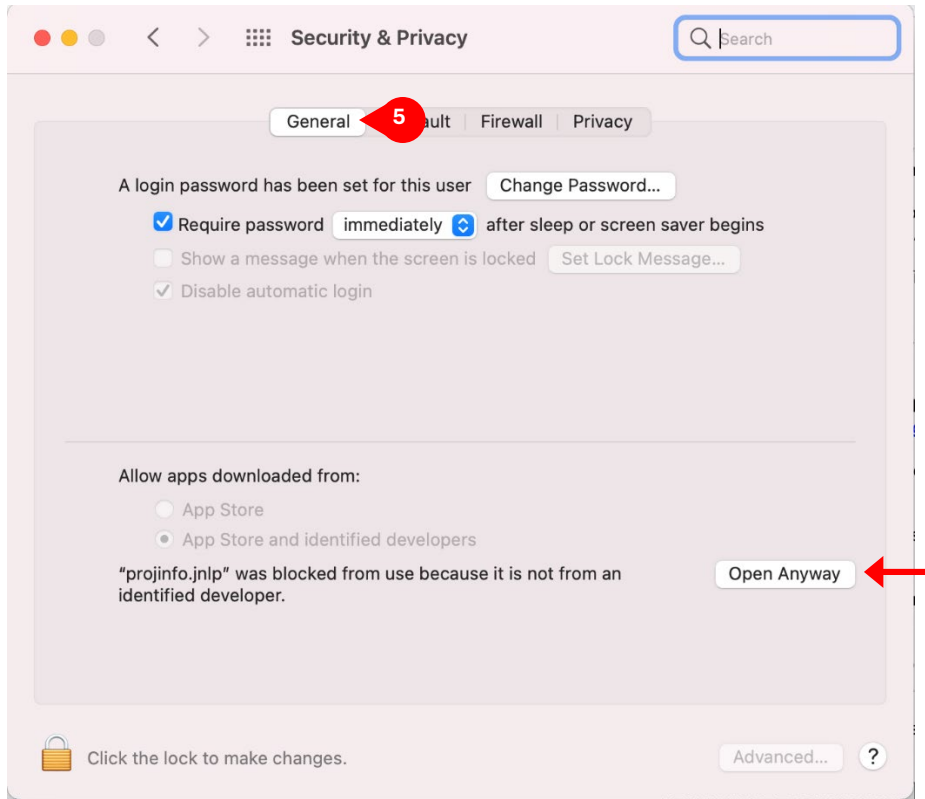 Security & Privacy
Search
General 5 ault Firewall Privacy
A login password has been set for this user Change Password...
Require password immediately after sleep or screen saver begins
Show a message when the screen is locked Set Lock Message...
Disable automatic login
Allow apps downloaded from:
App Store
App Store and identified developers
“projinfo.jnlp” was blocked from use because it is not from an Open Anyway
identified developer.
Click the lock to make changes. Advanced... ?